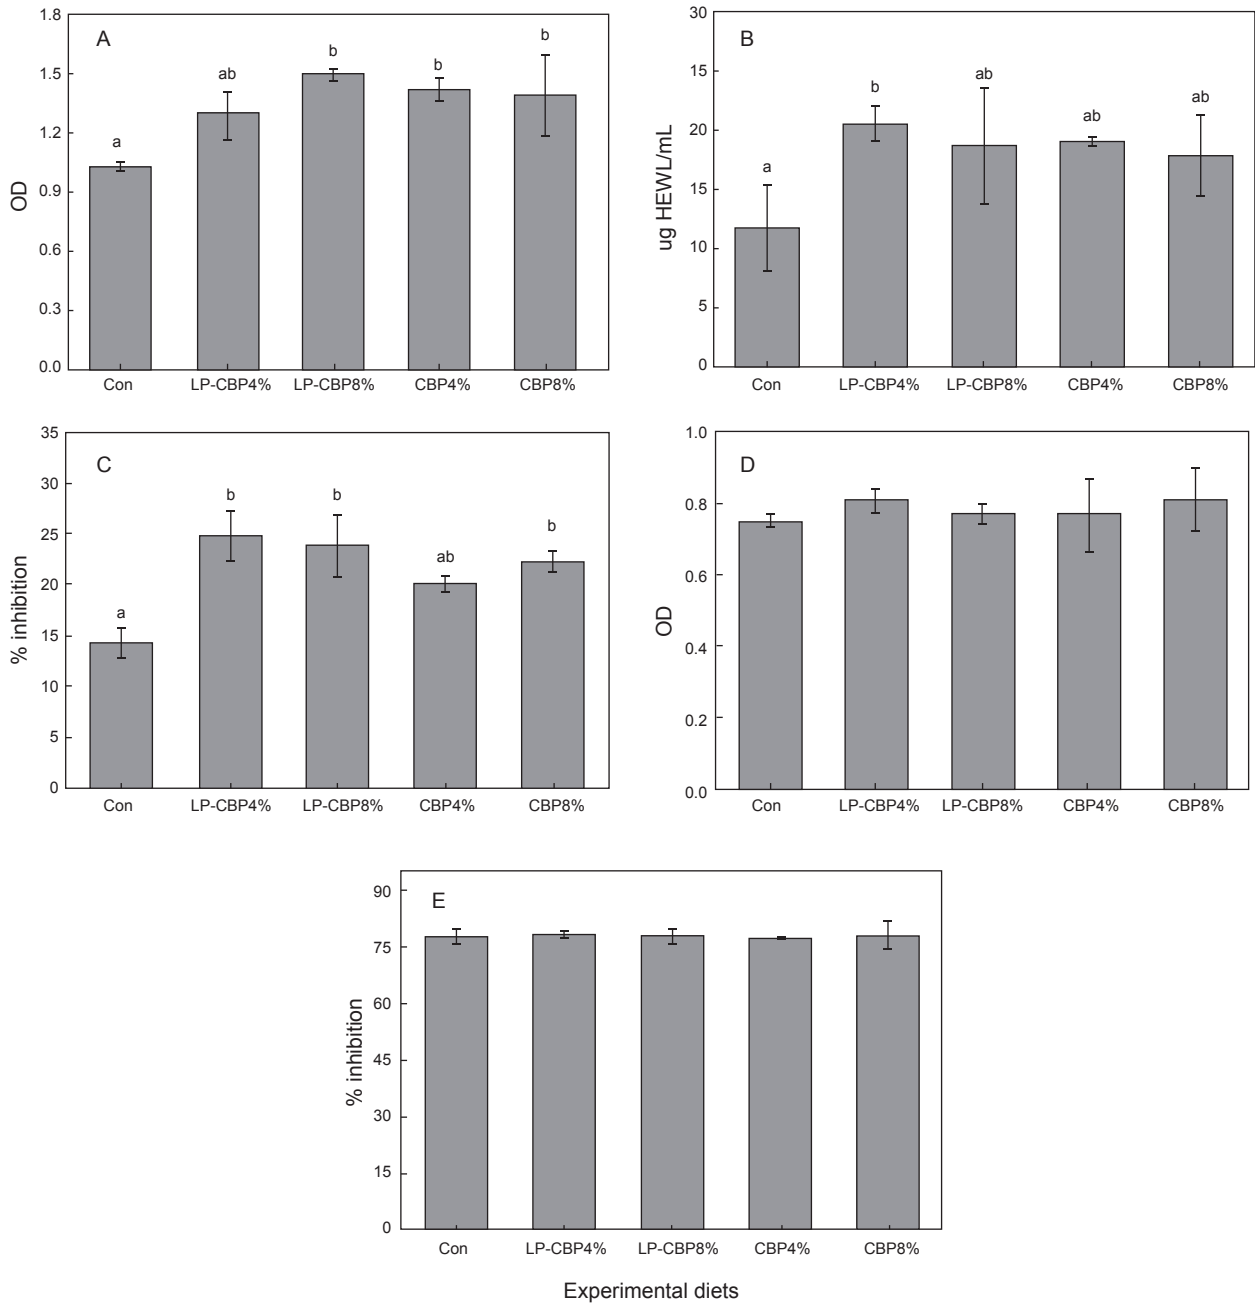 1.8
1.5
1.2
0.9
0.6
0.3
0.0
OD
A
a
ab
b
b
b
Con
LP-CBP4%
LP-CBP8%
CBP4%
CBP8%
30
15
20
15
10
5
0
ug HEWL/mL
B
a
b
ab
ab
ab
Con
LP-CBP4%
LP-CBP8%
CBP4%
CBP8%
35
30
25
20
15
10
5
0
% inhibition
C
a
b
b
ab
b
Con
LP-CBP4%
LP-CBP8%
CBP4%
CBP8%
1.0
0.8
0.6
0.4
0.2
0.0
OD
D
Con
LP-CBP4%
LP-CBP8%
CBP4%
CBP8%
90
75
60
45
30
15
0
% inhibition
E
Con
LP-CBP4%
LP-CBP8%
CBP4%
CBP8%
Experimental diets